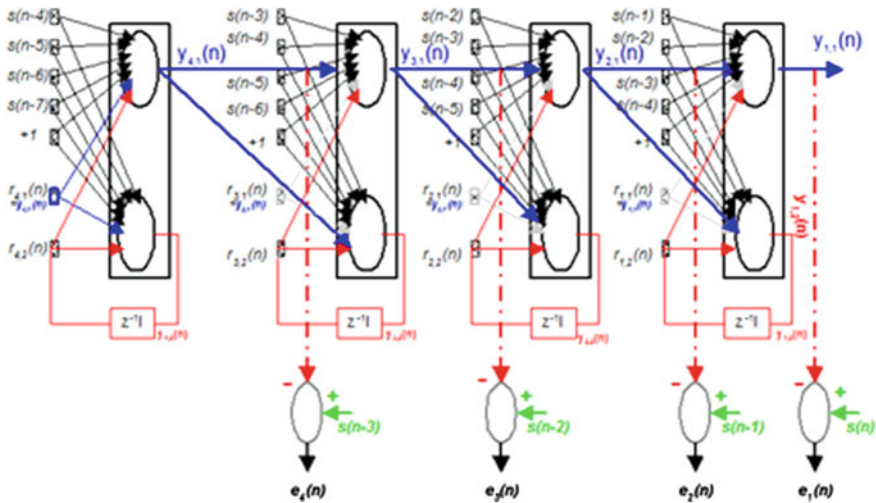 s(n-4)
s(n-5)
s(n-6)
s(n-7)
+1
r4,1(n)
r4,2(n)
z⁻¹I
y4,1(n)
s(n-3)
s(n-4)
s(n-5)
s(n-6)
+1
r3,1(n)
r3,2(n)
z⁻¹I
y3,1(n)
s(n-2)
s(n-3)
s(n-4)
s(n-5)
+1
r2,1(n)
r2,2(n)
z⁻¹I
y2,1(n)
s(n-1)
s(n-2)
s(n-3)
s(n-4)
+1
r1,1(n)
r1,2(n)
z⁻¹I
y1,1(n)
- +
s(n-3)
e4(n)
- +
s(n-2)
e3(n)
- +
s(n-1)
e2(n)
- +
s(n)
e1(n)